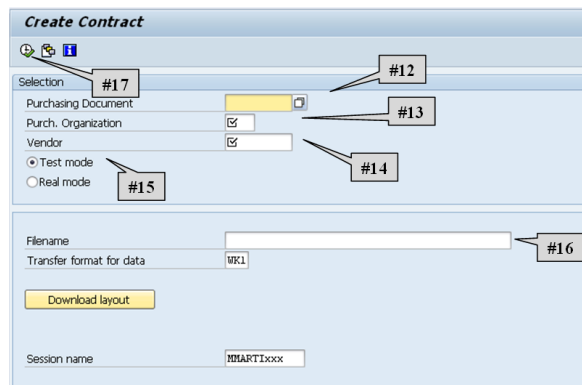 Create Contract
#17
#12
Selection
Purchasing Document
#13
Purch. Organization
Vendor
#14
Test mode
#15
Real mode
Filename
#16
Transfer format for data WK1
Download layout
Session name MMARTIxxx